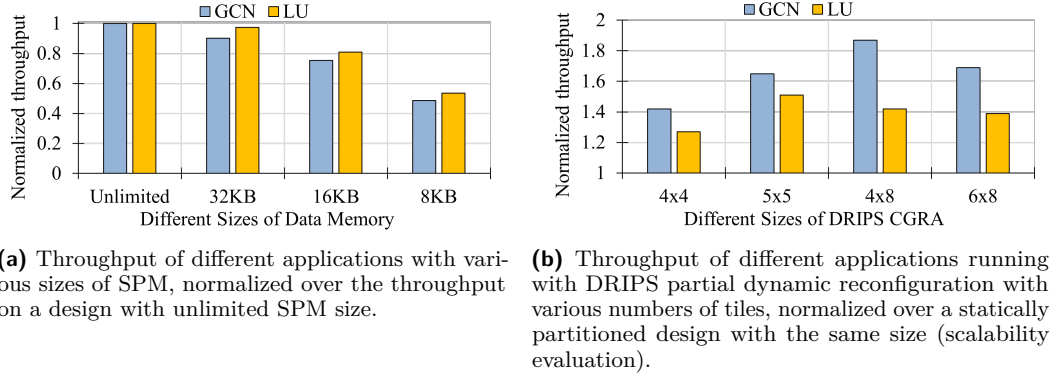 GCN LU
Normalized throughput
1
0.8
0.6
0.4
0.2
0
Unlimited 32KB 16KB 8KB
Different Sizes of Data Memory
(a) Throughput of different applications with vari-
ous sizes of SPM, normalized over the throughput
on a design with unlimited SPM size.
GCN LU
Normalized throughput
2
1.8
1.6
1.4
1.2
1
4x4 5x5 4x8 6x8
Different Sizes of DRIPS CGRA
(b) Throughput of different applications running
with DRIPS partial dynamic reconfiguration with
various numbers of tiles, normalized over a statically
partitioned design with the same size (scalability
evaluation).